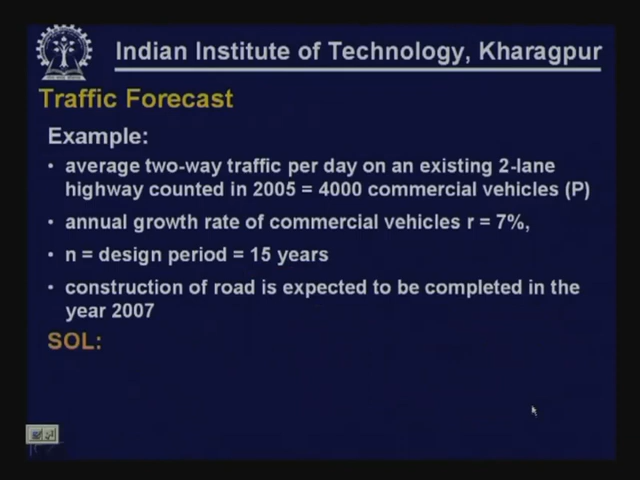 Indian Institute of Technology, Kharagpur
Traffic Forecast
Example:
• average two-way traffic per day on an existing 2-lane
highway counted in 2005 = 4000 commercial vehicles (P)
• annual growth rate of commercial vehicles r = 7%,
• n = design period = 15 years
• construction of road is expected to be completed in the
year 2007
SOL: